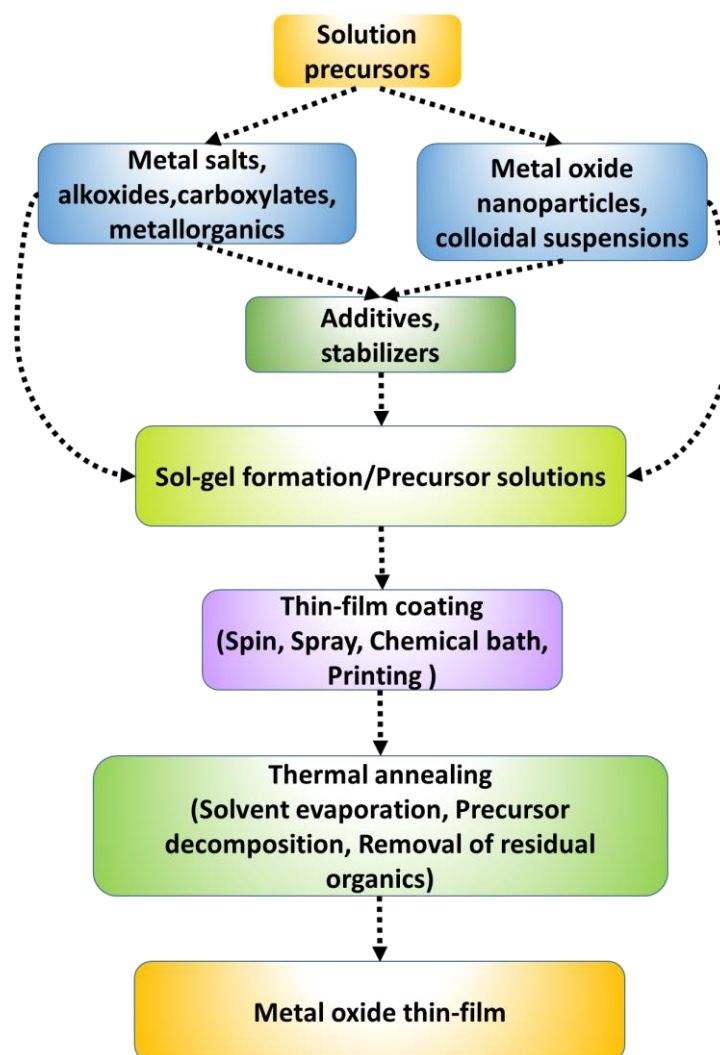 Solution
precursors
Metal salts,
alkoxides,carboxylates,
metallorganics
Metal oxide
nanoparticles,
colloidal suspensions
Additives,
stabilizers
Sol-gel formation/Precursor solutions
Thin-film coating
(Spin, Spray, Chemical bath,
Printing )
Thermal annealing
(Solvent evaporation, Precursor
decomposition, Removal of residual
organics)
Metal oxide thin-film